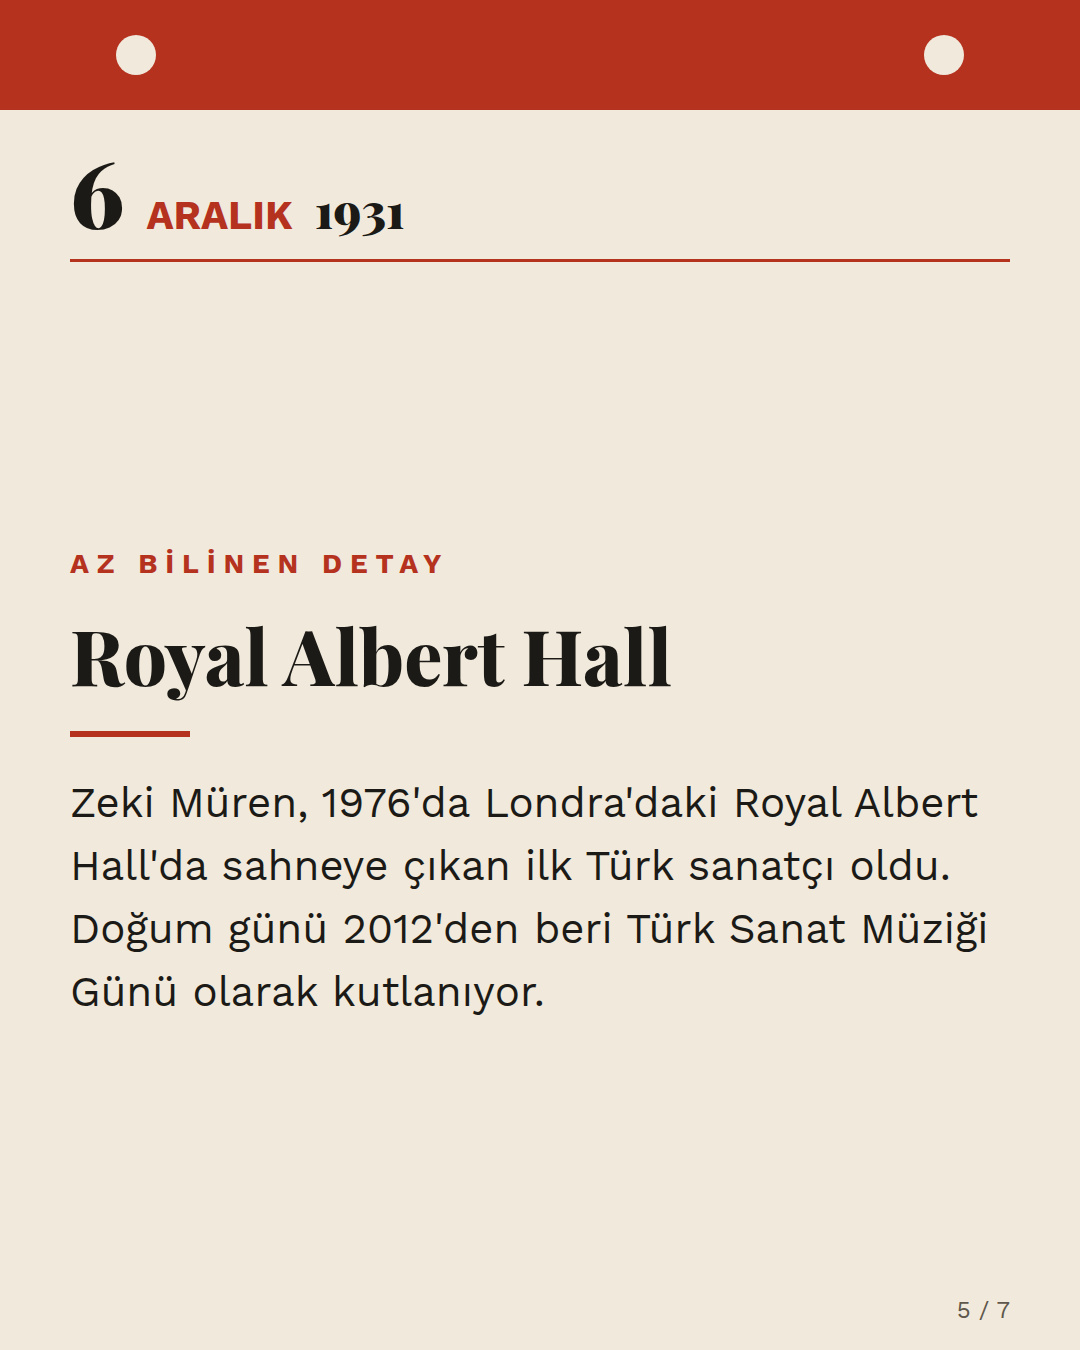 6 ARALIK 1931
AZ BİLİNEN DETAY
Royal Albert Hall
Zeki Müren, 1976'da Londra'daki Royal Albert
Hall'da sahneye çıkan ilk Türk sanatçı oldu.
Doğum günü 2012'den beri Türk Sanat Müziği
Günü olarak kutlanıyor.
5 / 7